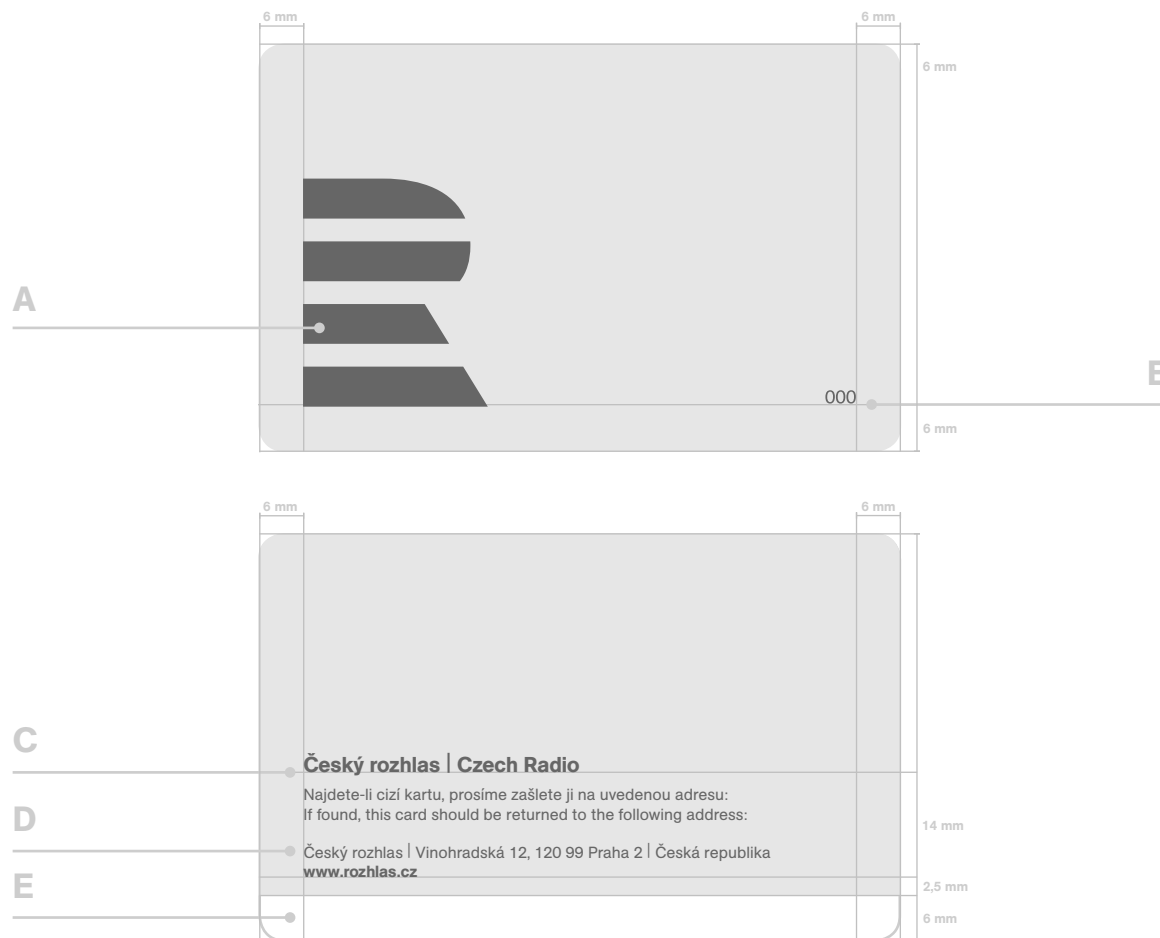 6 mm 6 mm
6 mm
A
B
000
6 mm
6 mm 6 mm
C
Český rozhlas | Czech Radio
Najdete-li cizí kartu, prosíme zašlete ji na uvedenou adresu:
If found, this card should be returned to the following address:
14 mm
D
Český rozhlas | Vinohradská 12, 120 99 Praha 2 | Česká republika
www.rozhlas.cz
E
2,5 mm
6 mm